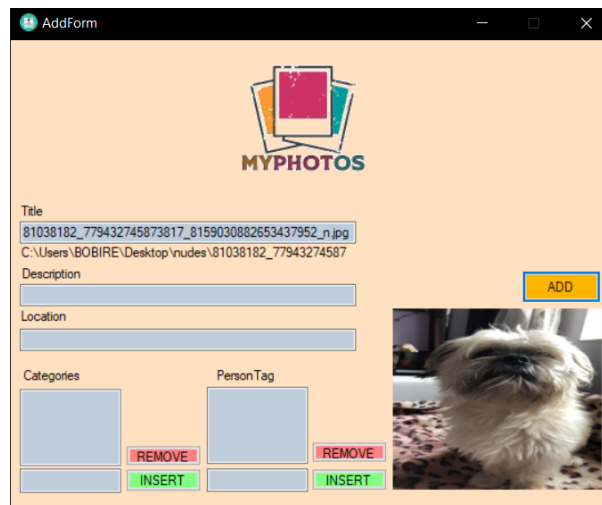 AddForm
MYPHOTOS
Title
81038182_779432745873817_8159030882653437952_n.jpg
C:\Users\BOBIRE\Desktop\nudes\81038182_77943274587
Description
ADD
Location
Categories
PersonTag
REMOVE
REMOVE
INSERT
INSERT